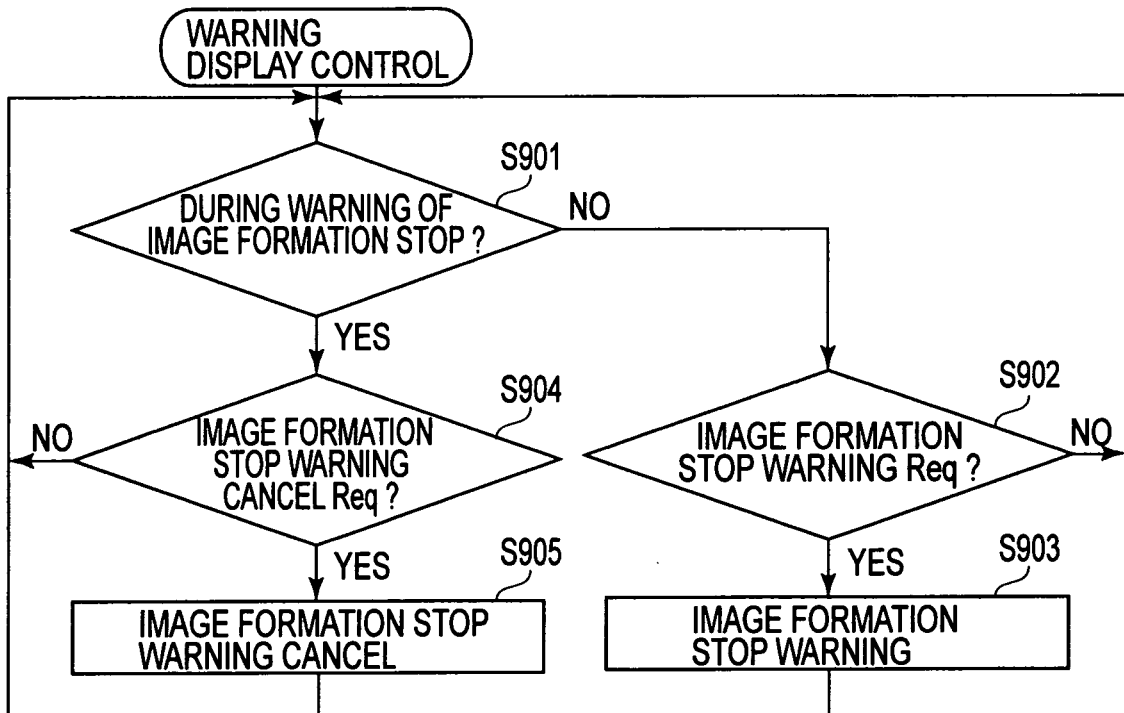 WARNING
DISPLAY CONTROL
S901
DURING WARNING OF
IMAGE FORMATION STOP ?
NO
YES
S904
IMAGE FORMATION
STOP WARNING
CANCEL Req ?
NO
YES
S902
IMAGE FORMATION
STOP WARNING Req ?
NO
YES
S905
IMAGE FORMATION STOP
WARNING CANCEL
S903
IMAGE FORMATION
STOP WARNING